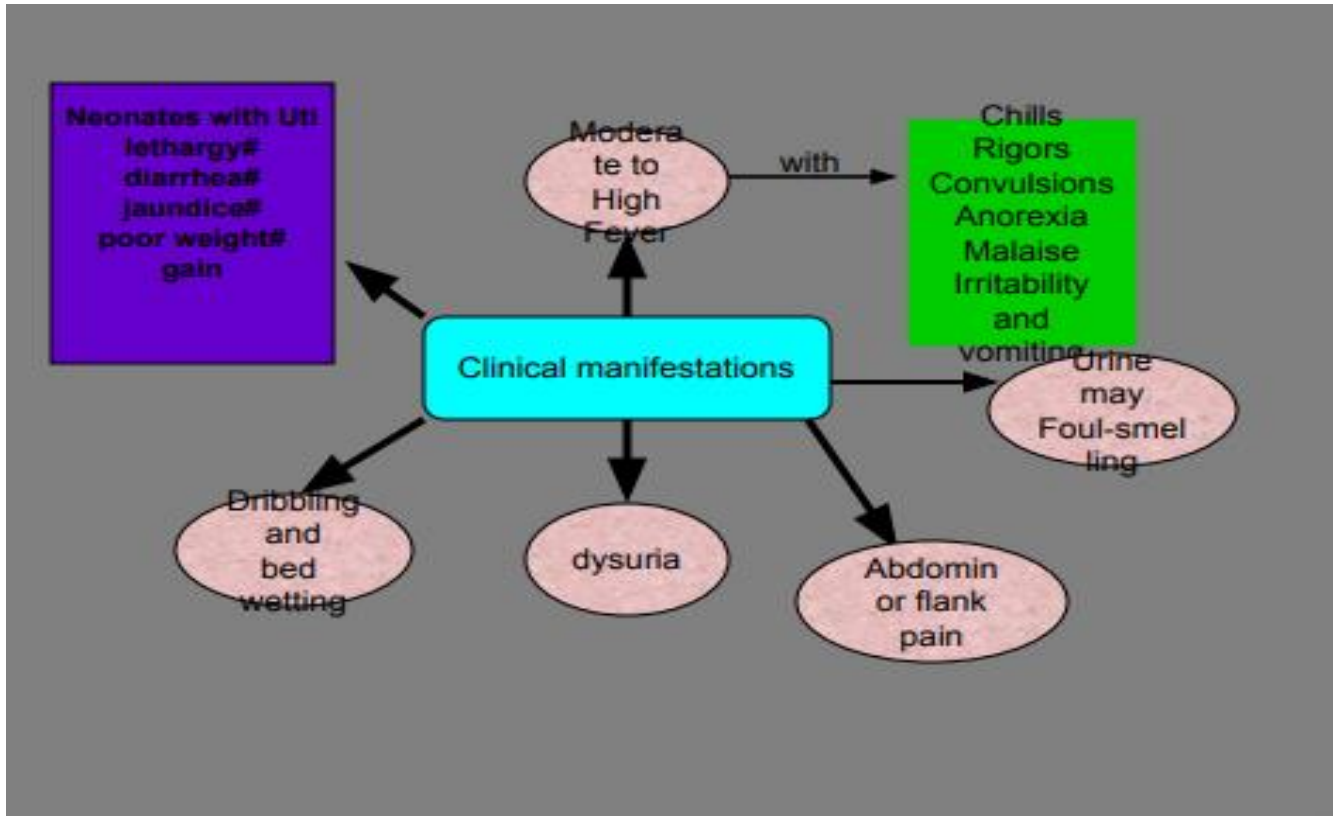 Neonates with Uti
lethargy#
diarrhea#
jaundice#
poor weight#
gain
Modera
te to
High
Fever
with
Chills
Rigors
Convulsions
Anorexia
Malaise
Irritability
and
vomiting
Clinical manifestations
Urine
may
Foul-smel
ling
Dribbling
and
bed
wetting
dysuria
Abdomin
or flank
pain